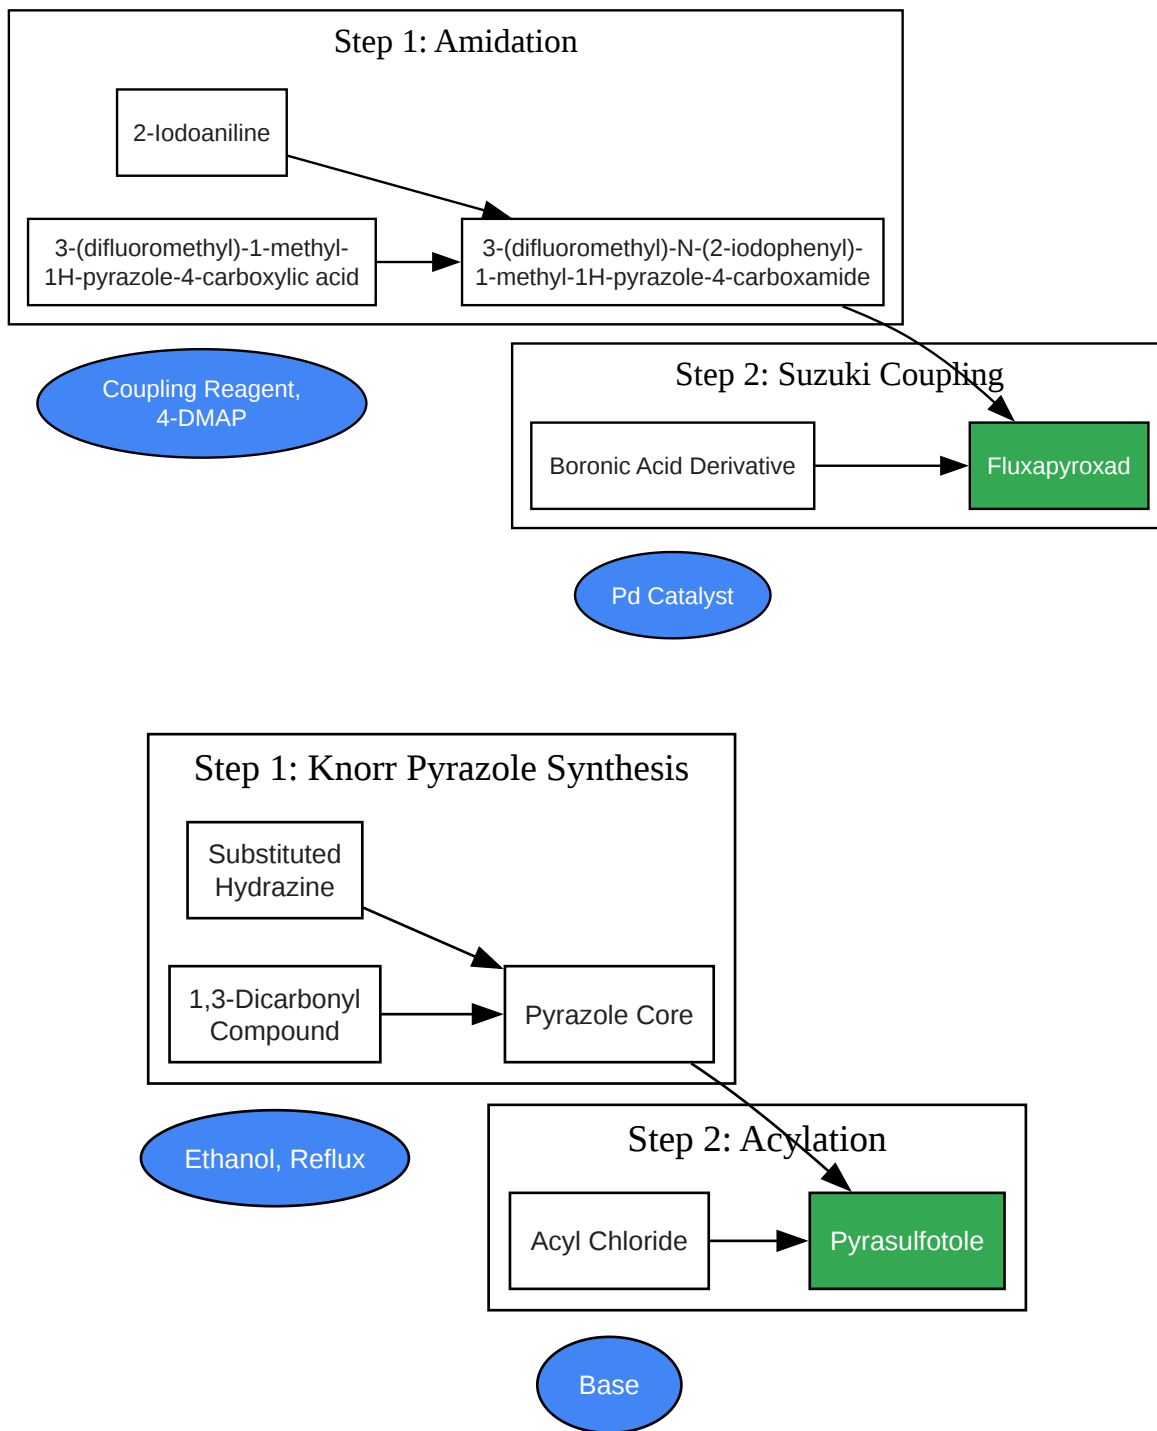 Step 1: Amidation
2-Iodoaniline
3-(difluoromethyl)-1-methyl-
1H-pyrazole-4-carboxylic acid
3-(difluoromethyl)-N-(2-iodophenyl)-
1-methyl-1H-pyrazole-4-carboxamide
Coupling Reagent,
4-DMAP
Step 2: Suzuki Coupling
Boronic Acid Derivative
Fluxapyroxad
Pd Catalyst
Step 1: Knorr Pyrazole Synthesis
Substituted
Hydrazine
1,3-Dicarbonyl
Compound
Pyrazole Core
Ethanol, Reflux
Step 2: Acylation
Acyl Chloride
Pyrasulfotole
Base